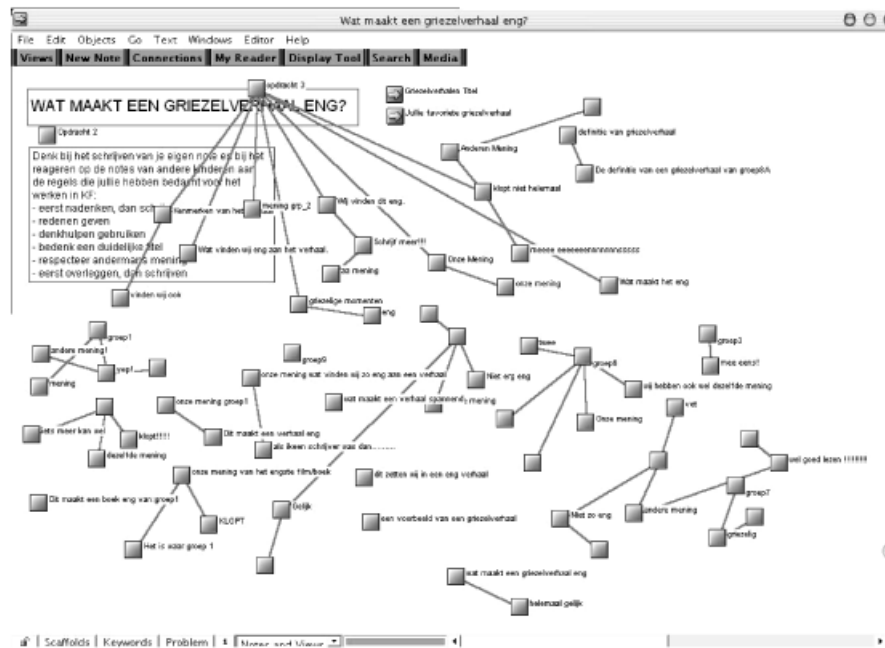 Wat maakt een griezelverhaal eng?
File Edit Objects Go Text Windows Editor Help
Views New Note Connections My Reader Display Tool Search Media
opdracht 3
Griezelverhalen Titel
WAT MAAKT EEN GRIEZELVERHAAL ENG?
Jullie favoriete griezelverhaal
Opdracht 2
definitie van griezelverhaal
Anderen Mening
Denk bij het schrijven van je eigen note es bij het
reageren op de notes van andere kinderen aan
de regels die jullie hebben bedacht voor het
werken in KF:
- eerst nadenken, dan
- redenen geven
- denkhulpen gebruiken
- bedenk een duidelijke titel
- respecteer andermans mening
- eerst overleggen, dan schrijven
De definitie van een griezelverhaal van groep8A
klopt niet helemaal
Kenmerken van het
mening grp_2
Wij vinden dit eng.
Wat vinden wij eng aan het verhaal.
Schrijf meer!!!!
mening
Onze Mening
onze mening
Wat maakt het eng
vinden wij ook
griezelige momenten
eng
groep1
andere mening!
yep!
mening
groep9
onze mening wat vinden wij zo eng aan een verhaal
Niet erg eng
twee
groep8
groep3
mee eens!!
wij hebben ook wel dezelfde mening
onze mening groep1
wat maakt een verhaal spannend
mening
Onze mening
vet
iets meer kan wel
klopt!!!!!
dezelfde mening
Dit maakt een verhaal eng
als ikeen schrijver was dan..........
wel goed lezen !!!!!!!!!
onze mening van het engste film/boek
dit zetten wij in een eng verhaal
groep7
Dit maakt een boek eng van groep1
KLOPT
Gelijk
een voorbeeld van een griezelverhaal
Niet zo eng
andere mening
griezelig
Het is waar groep 1
wat maakt een griezelverhaal eng
helemaal gelijk
Scaffolds Keywords Problem Notes and Views